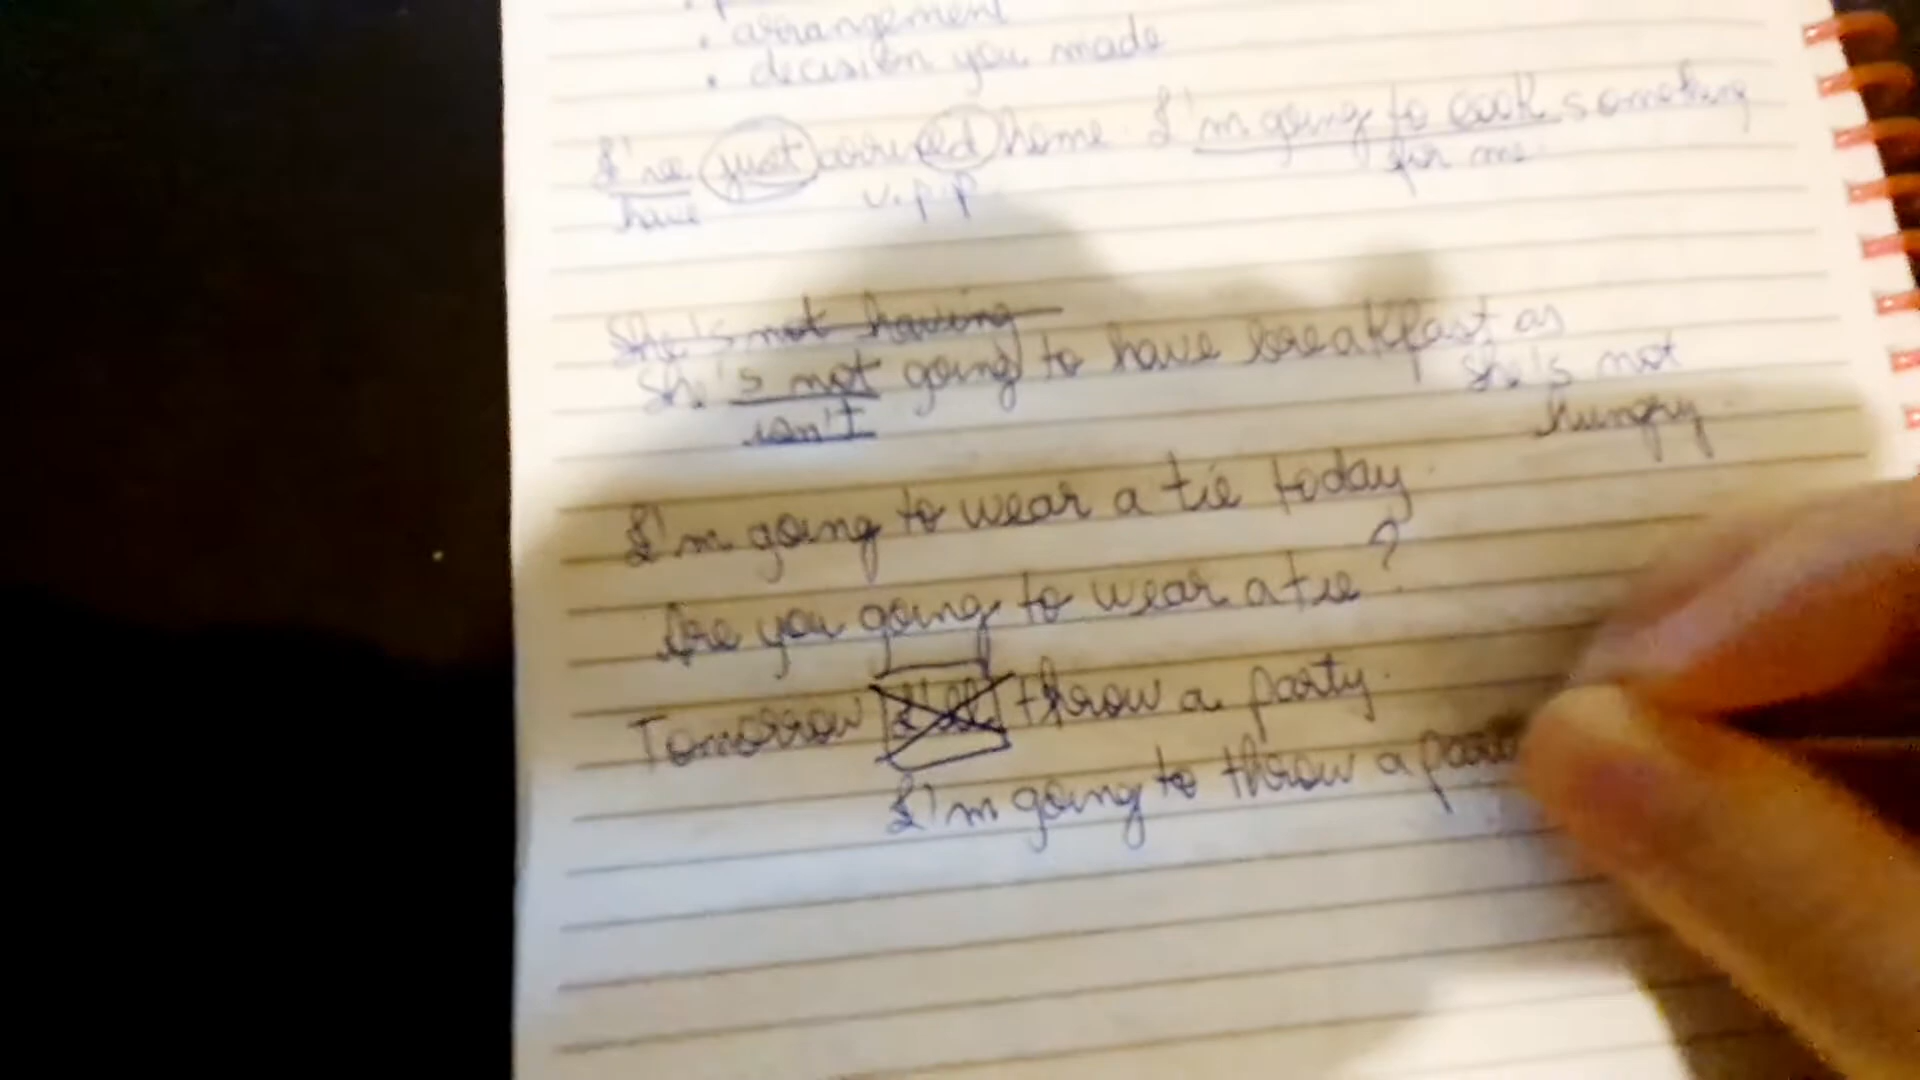 • arrangement
• decision you made
I've just arrived home. I'm going to cook something
have v.p.p for me.
She's not having
She's not going to have breakfast as
isn't she's not
hungry.
I'm going to wear a tie today.
Are you going to wear a tie?
Tomorrow I'll throw a party.
I'm going to throw a